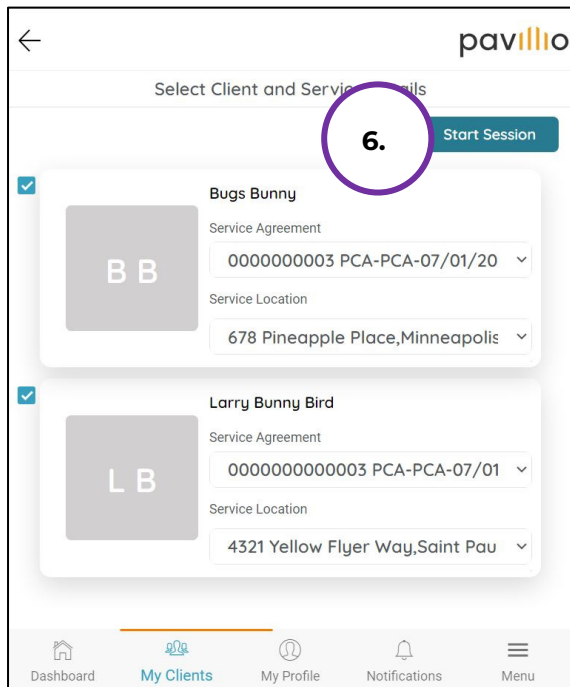 pavillio
Select Client and Service ails
6.
Start Session
Bugs Bunny
Service Agreement
B B
0000000003 PCA-PCA-07/01/20
Service Location
678 Pineapple Place,Minneapolis
Larry Bunny Bird
Service Agreement
L B
0000000000003 PCA-PCA-07/01
Service Location
4321 Yellow Flyer Way,Saint Pau
Dashboard My Clients My Profile Notifications Menu